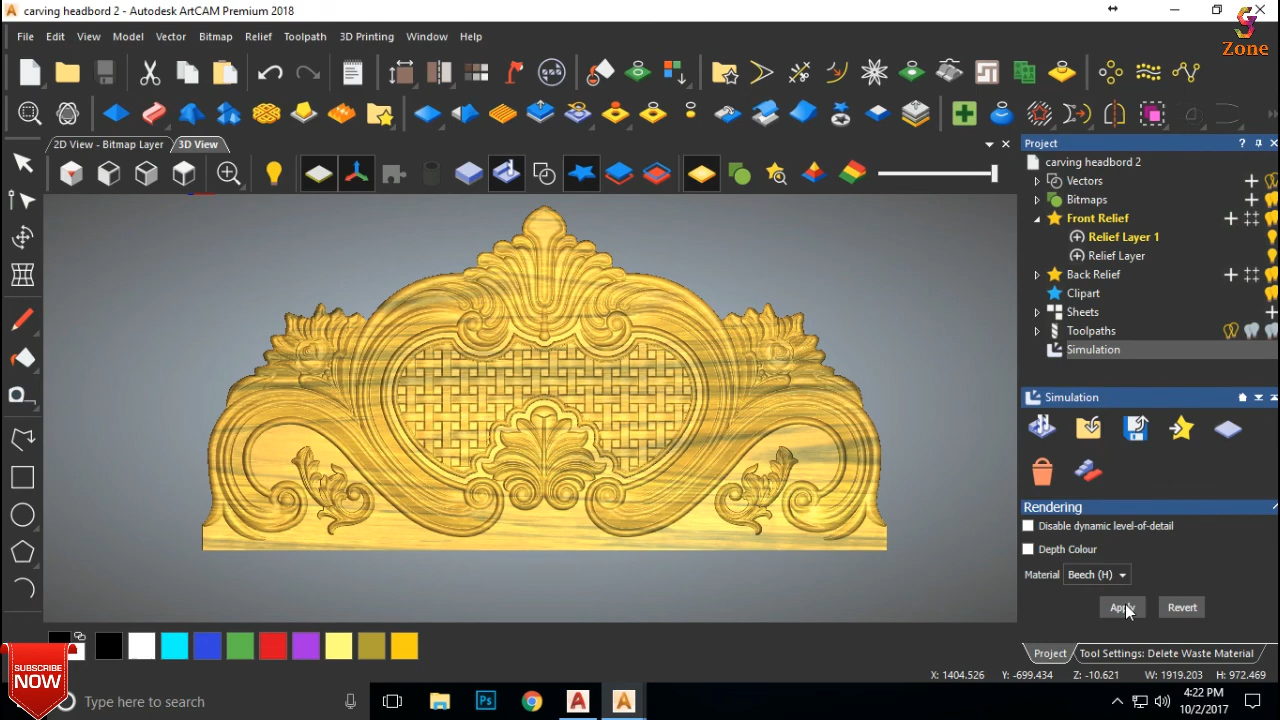 carving headbord 2 - Autodesk ArtCAM Premium 2018
Zone
File Edit View Model Vector Bitmap Relief Toolpath 3D Printing Window Help
2D View - Bitmap Layer 3D View
Project
carving headbord 2
Vectors
Bitmaps
Front Relief
Relief Layer 1
Relief Layer
Back Relief
Clipart
Sheets
Toolpaths
Simulation
Simulation
Rendering
Disable dynamic level-of-detail
Depth Colour
Material Beech (H)
Apply Revert
Project Tool Settings: Delete Waste Material
X: 1404.526 Y: -699.434 Z: -10.621 W: 1919.203 H: 972.469
SUBSCRIBE
NOW
Type here to search
Ps
4:22 PM
10/2/2017